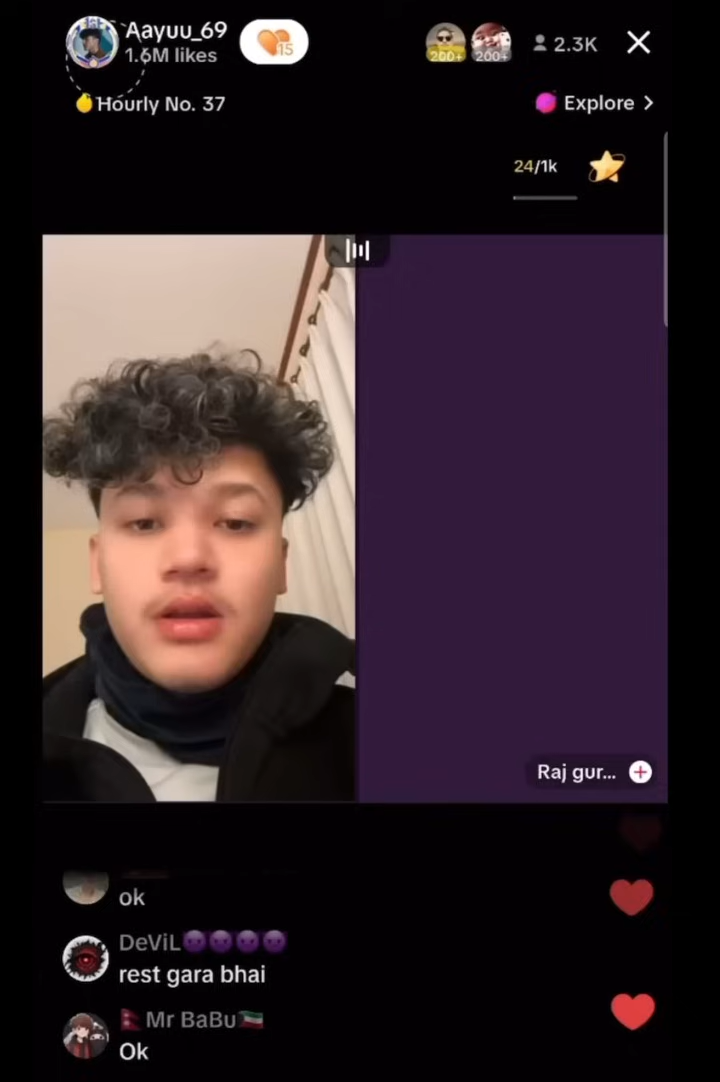 Aayuu_69
1.6M likes
15
200+
200+
2.3K
Hourly No. 37
Explore >
24/1k
Raj gur...
ok
DeViL😈😈😈😈
rest gara bhai
🇳🇵Mr BaBu🇰🇼
Ok